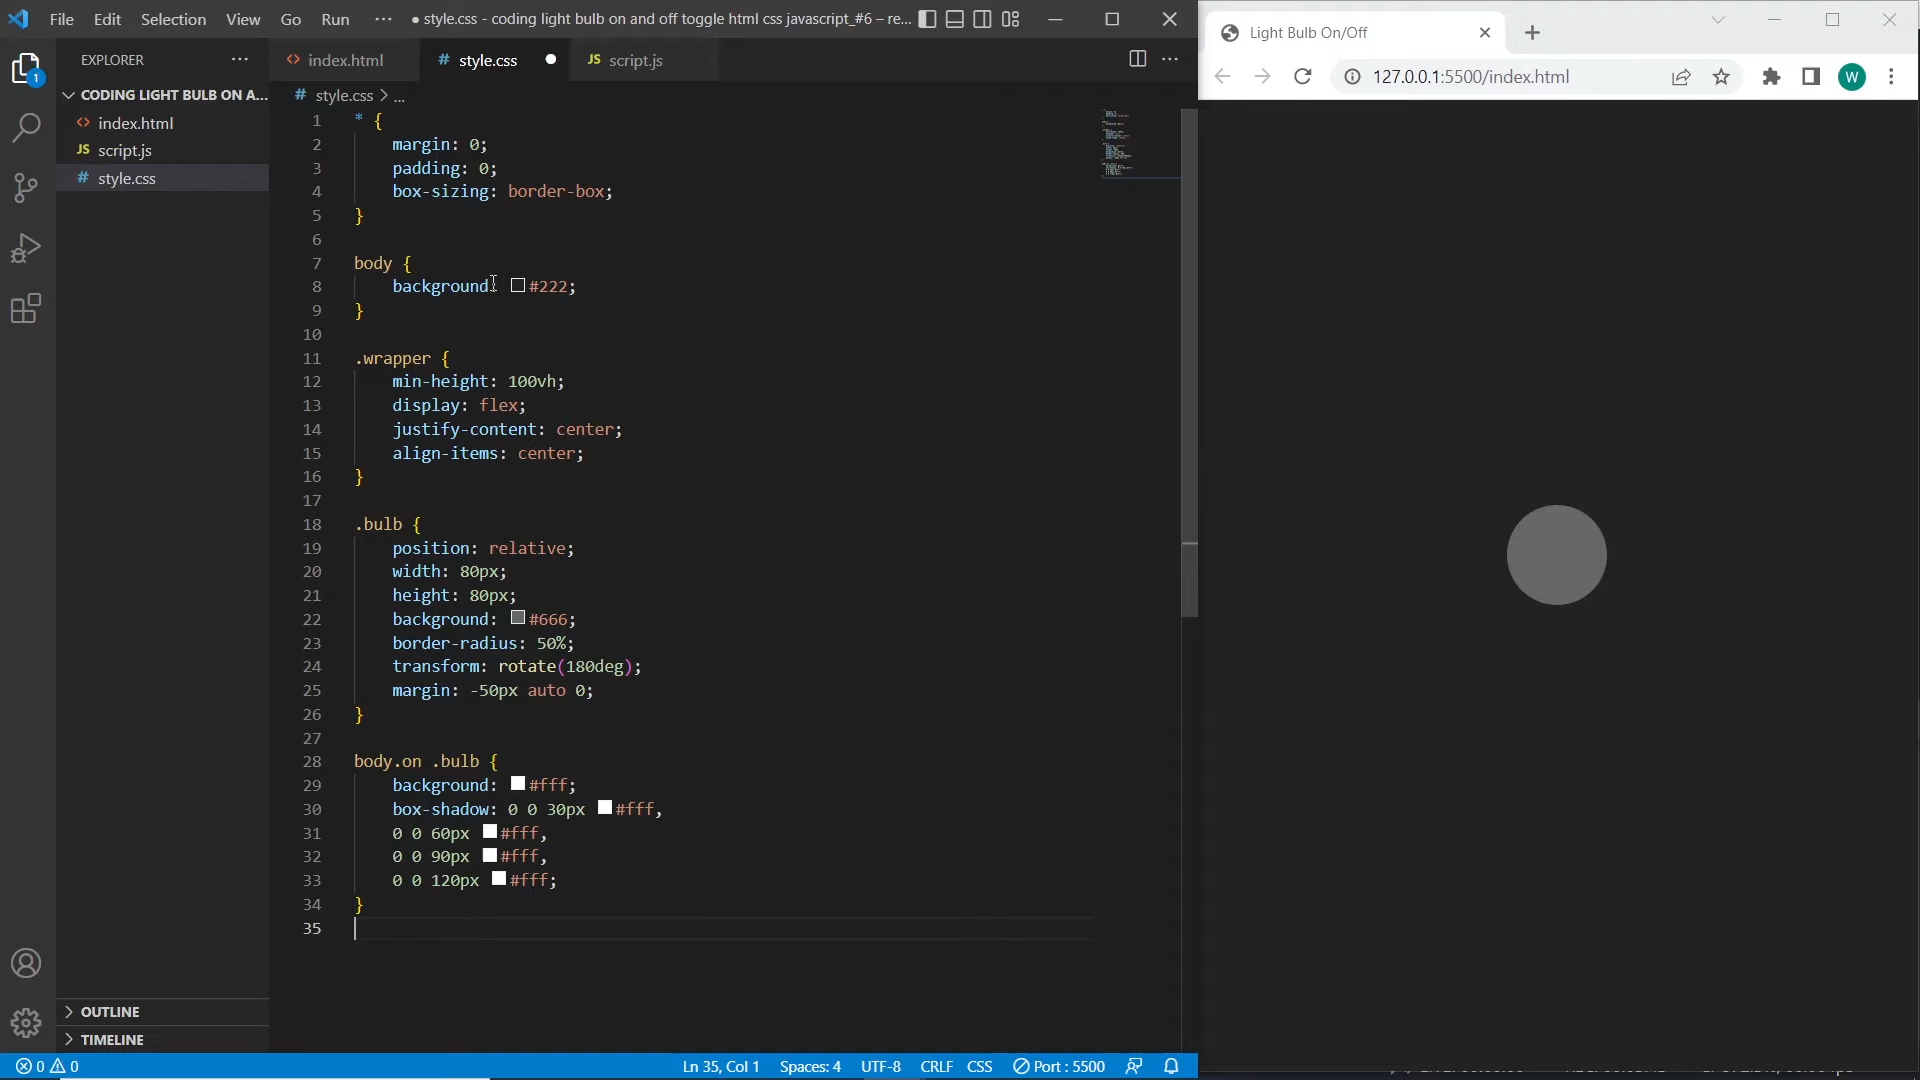 File Edit Selection View Go Run ··· ● style.css - coding light bulb on and off toggle html css javascript_#6 – re...
Light Bulb On/Off
127.0.0.1:5500/index.html
W
1
EXPLORER ···
CODING LIGHT BULB ON A...
<> index.html
JS script.js
# style.css
<> index.html # style.css ● JS script.js
# style.css > ...
1 * {
2 margin: 0;
3 padding: 0;
4 box-sizing: border-box;
5 }
6
7 body {
8 background: #222;
9 }
10
11 .wrapper {
12 min-height: 100vh;
13 display: flex;
14 justify-content: center;
15 align-items: center;
16 }
17
18 .bulb {
19 position: relative;
20 width: 80px;
21 height: 80px;
22 background: #666;
23 border-radius: 50%;
24 transform: rotate(180deg);
25 margin: -50px auto 0;
26 }
27
28 body.on .bulb {
29 background: #fff;
30 box-shadow: 0 0 30px #fff,
31 0 0 60px #fff,
32 0 0 90px #fff,
33 0 0 120px #fff;
34 }
35
OUTLINE
TIMELINE
0 0 Ln 35, Col 1 Spaces: 4 UTF-8 CRLF CSS Port : 5500